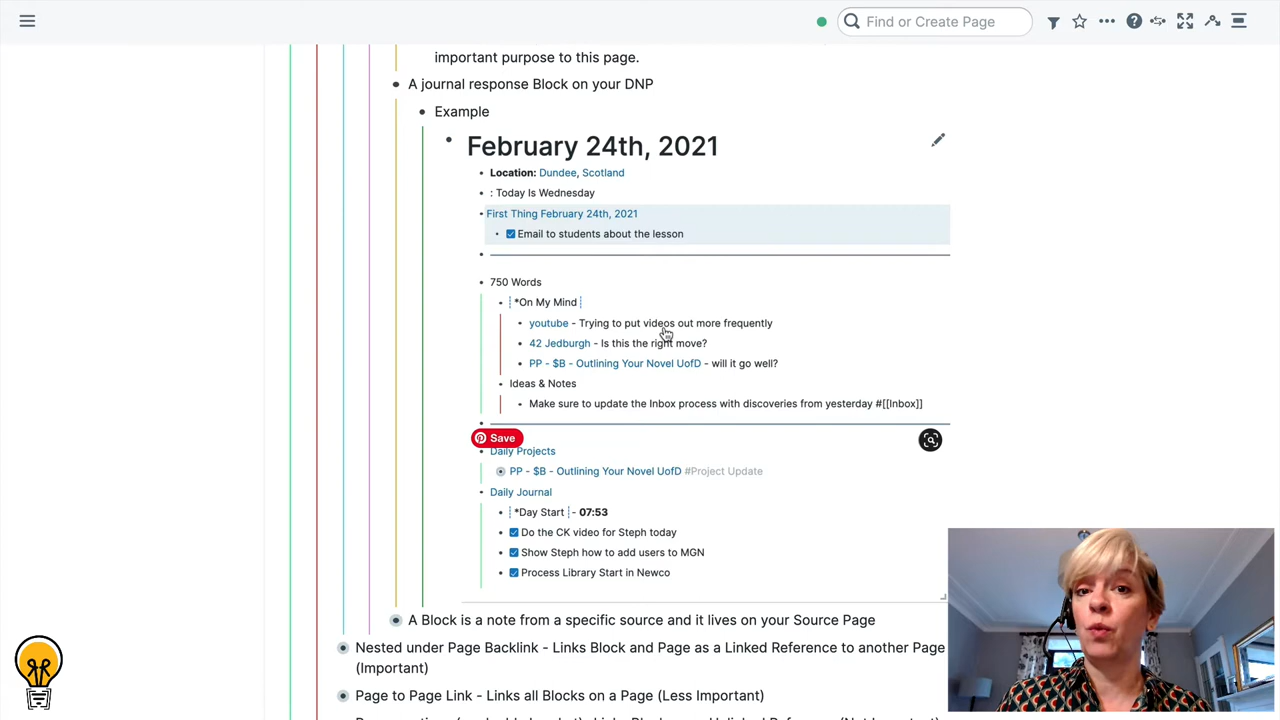 Find or Create Page
important purpose to this page.
A journal response Block on your DNP
Example
February 24th, 2021
Location: Dundee, Scotland
: Today Is Wednesday
First Thing February 24th, 2021
Email to students about the lesson
750 Words
*On My Mind
youtube - Trying to put videos out more frequently
42 Jedburgh - Is this the right move?
PP - $B - Outlining Your Novel UofD - will it go well?
Ideas & Notes
Make sure to update the Inbox process with discoveries from yesterday #[[Inbox]]
Save
Daily Projects
PP - $B - Outlining Your Novel UofD #Project Update
Daily Journal
*Day Start - 07:53
Do the CK video for Steph today
Show Steph how to add users to MGN
Process Library Start in Newco
A Block is a note from a specific source and it lives on your Source Page
Nested under Page Backlink - Links Block and Page as a Linked Reference to another Page
(Important)
Page to Page Link - Links all Blocks on a Page (Less Important)